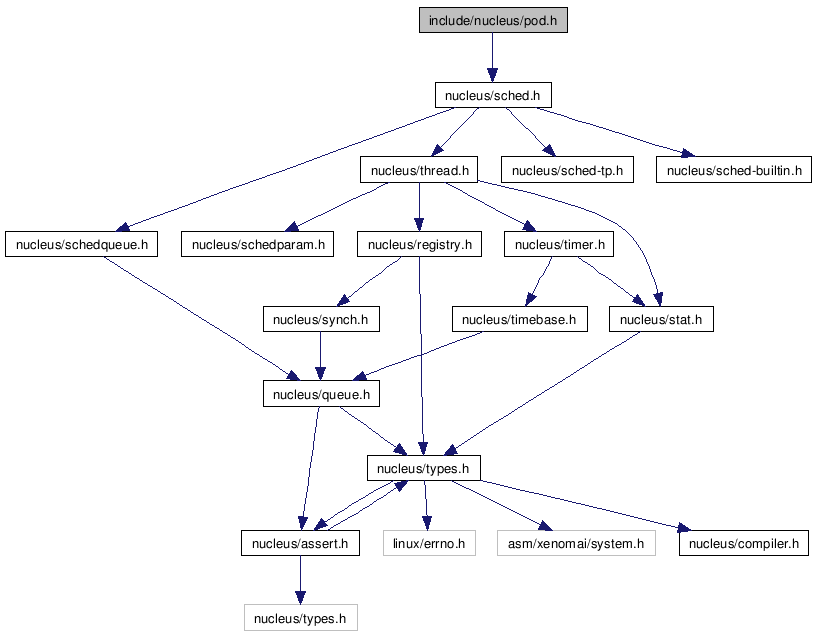 include/nucleus/pod.h
nucleus/sched.h
nucleus/thread.h
nucleus/sched-tp.h
nucleus/sched-builtin.h
nucleus/schedqueue.h
nucleus/schedparam.h
nucleus/registry.h
nucleus/timer.h
nucleus/synch.h
nucleus/timebase.h
nucleus/stat.h
nucleus/queue.h
nucleus/types.h
nucleus/assert.h
linux/errno.h
asm/xenomai/system.h
nucleus/compiler.h
nucleus/types.h